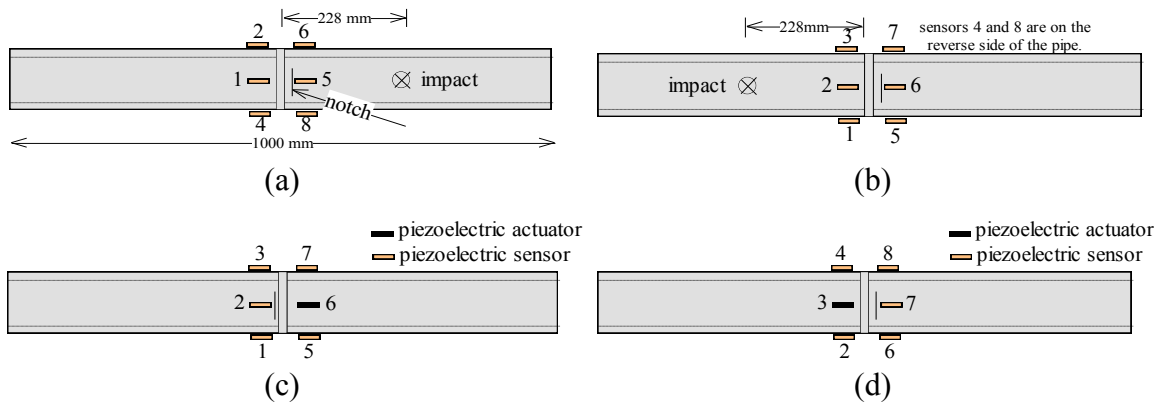 228 mm
2 6
1 5 impact
notch
4 8
1000 mm
(a)
228mm
sensors 4 and 8 are on the
reverse side of the pipe.
3 7
impact 2 6
1 5
(b)
piezoelectric actuator
piezoelectric sensor
3 7
2 6
1 5
(c)
piezoelectric actuator
piezoelectric sensor
4 8
3 7
2 6
(d)